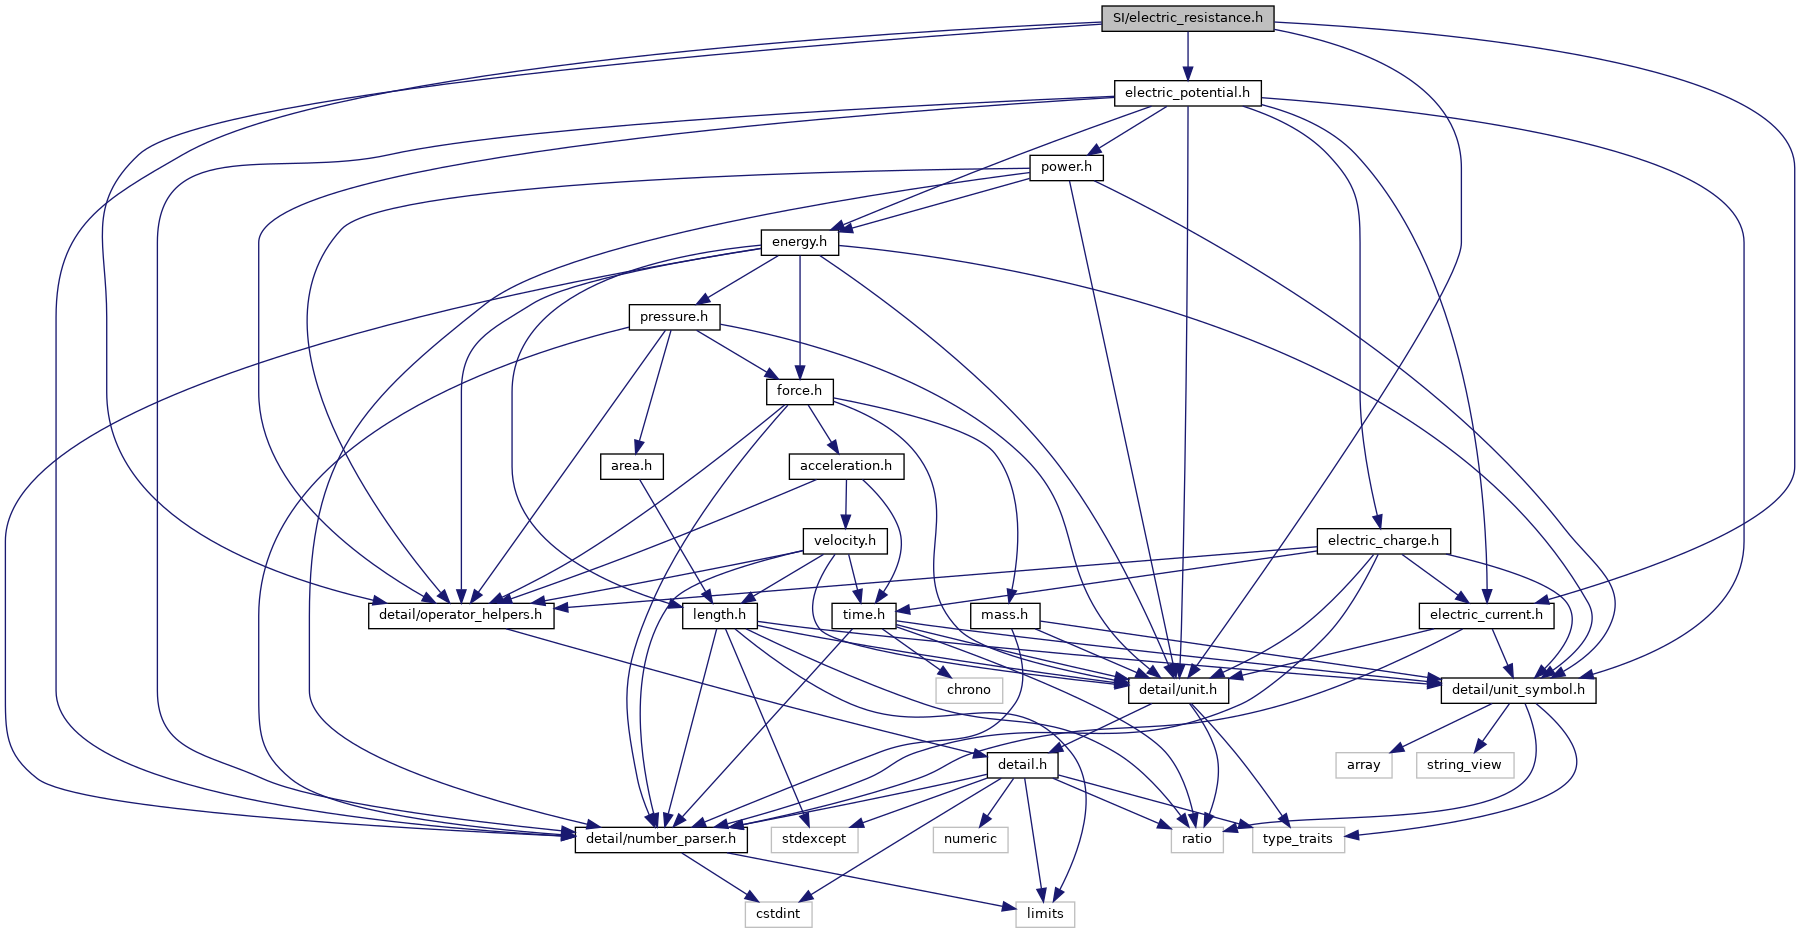 SI/electric_resistance.h
electric_potential.h
power.h
energy.h
pressure.h
force.h
area.h
acceleration.h
velocity.h
electric_charge.h
detail/operator_helpers.h
length.h
time.h
mass.h
electric_current.h
chrono
detail/unit.h
detail/unit_symbol.h
detail.h
array
string_view
detail/number_parser.h
stdexcept
numeric
ratio
type_traits
cstdint
limits